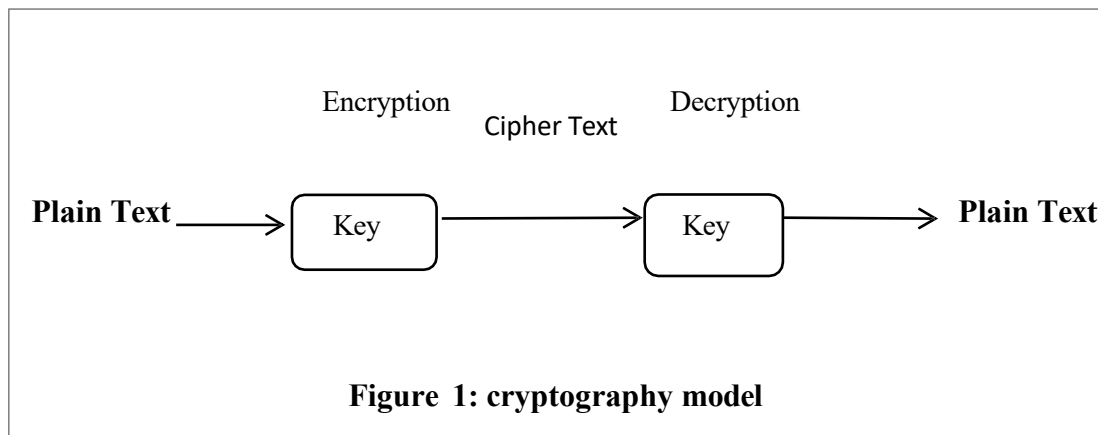 Encryption Decryption
Cipher Text
Plain Text Key Key Plain Text
Figure 1: cryptography model